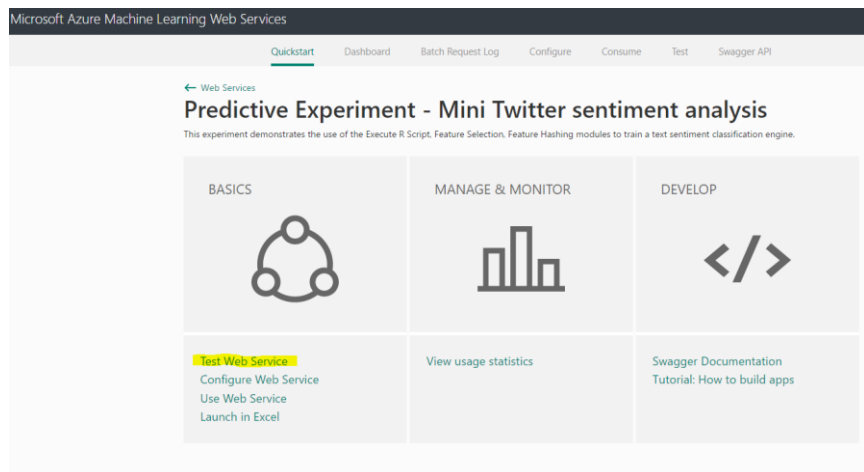 Microsoft Azure Machine Learning Web Services
Quickstart Dashboard Batch Request Log Configure Consume Test Swagger API
← Web Services
Predictive Experiment - Mini Twitter sentiment analysis
This experiment demonstrates the use of the Execute R Script, Feature Selection, Feature Hashing modules to train a text sentiment classification engine.
BASICS
MANAGE & MONITOR
DEVELOP
</>
Test Web Service
Configure Web Service
Use Web Service
Launch in Excel
View usage statistics
Swagger Documentation
Tutorial: How to build apps